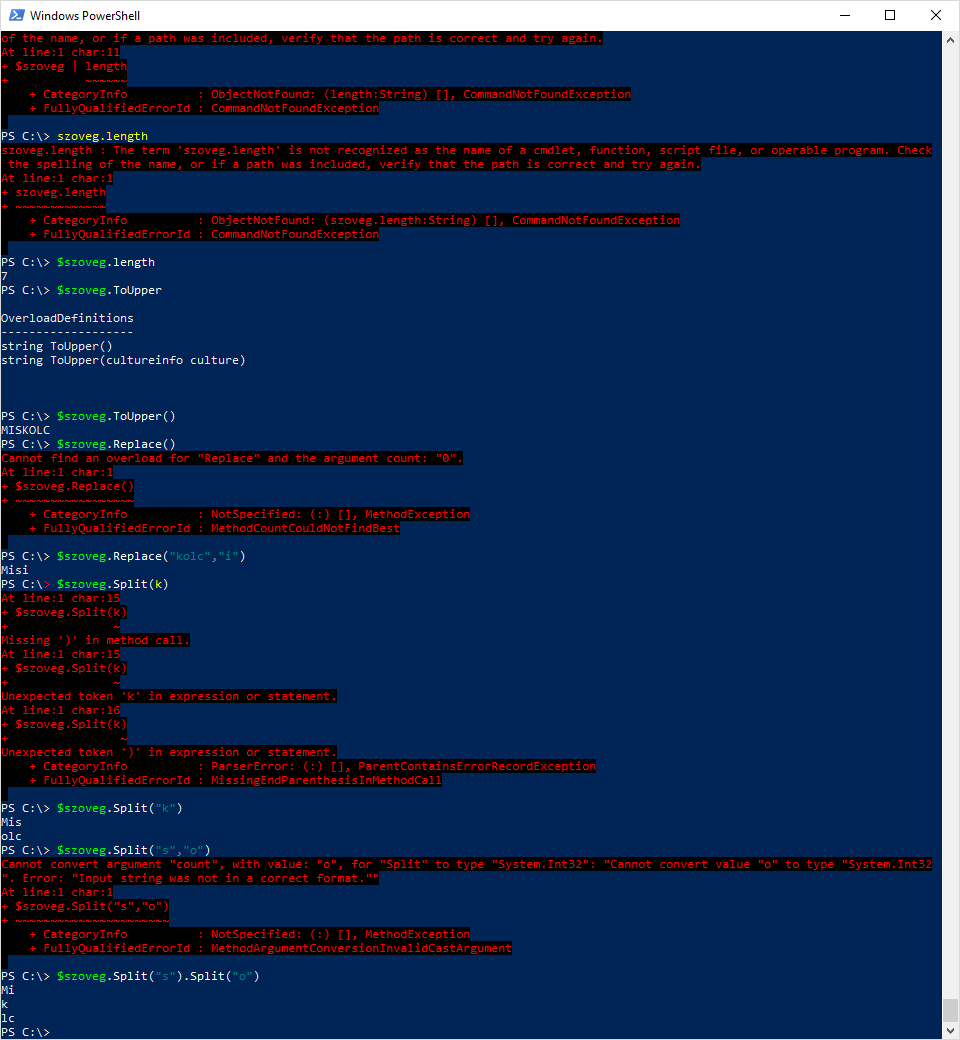 Windows PowerShell
of the name, or if a path was included, verify that the path is correct and try again.
At line:1 char:11
+ $szoveg | length
+           ~~~~~~
    + CategoryInfo          : ObjectNotFound: (length:String) [], CommandNotFoundException
    + FullyQualifiedErrorId : CommandNotFoundException
PS C:\> szoveg.length
szoveg.length : The term 'szoveg.length' is not recognized as the name of a cmdlet, function, script file, or operable program. Check
 the spelling of the name, or if a path was included, verify that the path is correct and try again.
At line:1 char:1
+ szoveg.length
+ ~~~~~~~~~~~~~
    + CategoryInfo          : ObjectNotFound: (szoveg.length:String) [], CommandNotFoundException
    + FullyQualifiedErrorId : CommandNotFoundException
PS C:\> $szoveg.length
7
PS C:\> $szoveg.ToUpper
OverloadDefinitions
-------------------
string ToUpper()
string ToUpper(cultureinfo culture)
PS C:\> $szoveg.ToUpper()
MISKOLC
PS C:\> $szoveg.Replace()
Cannot find an overload for "Replace" and the argument count: "0".
At line:1 char:1
+ $szoveg.Replace()
+ ~~~~~~~~~~~~~~~~~
    + CategoryInfo          : NotSpecified: (:) [], MethodException
    + FullyQualifiedErrorId : MethodCountCouldNotFindBest
PS C:\> $szoveg.Replace("kolc","i")
Misi
PS C:\> $szoveg.Split(k)
At line:1 char:15
+ $szoveg.Split(k)
+               ~
Missing ')' in method call.
At line:1 char:15
+ $szoveg.Split(k)
+               ~
Unexpected token 'k' in expression or statement.
At line:1 char:16
+ $szoveg.Split(k)
+                ~
Unexpected token ')' in expression or statement.
    + CategoryInfo          : ParserError: (:) [], ParentContainsErrorRecordException
    + FullyQualifiedErrorId : MissingEndParenthesisInMethodCall
PS C:\> $szoveg.Split("k")
Mis
olc
PS C:\> $szoveg.Split("s","o")
Cannot convert argument "count", with value: "o", for "Split" to type "System.Int32": "Cannot convert value "o" to type "System.Int32
". Error: "Input string was not in a correct format.""
At line:1 char:1
+ $szoveg.Split("s","o")
+ ~~~~~~~~~~~~~~~~~~~~~~
    + CategoryInfo          : NotSpecified: (:) [], MethodException
    + FullyQualifiedErrorId : MethodArgumentConversionInvalidCastArgument
PS C:\> $szoveg.Split("s").Split("o")
Mi
k
lc
PS C:\>